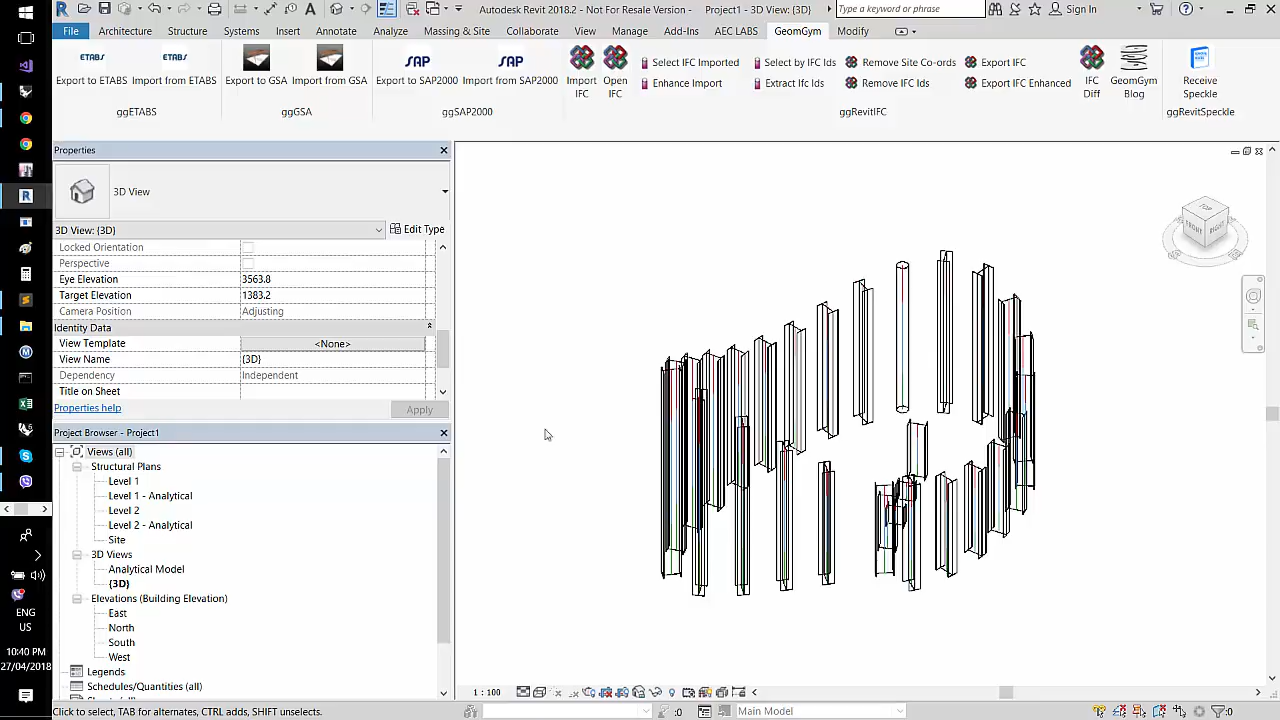 Autodesk Revit 2018.2 - Not For Resale Version - Project1 - 3D View: {3D}
Type a keyword or phrase
Sign In
File Architecture Structure Systems Insert Annotate Analyze Massing & Site Collaborate View Manage Add-Ins AEC LABS GeomGym Modify
ETABS ETABS SAP SAP
Export to ETABS Import from ETABS Export to GSA Import from GSA Export to SAP2000 Import from SAP2000
Import IFC
Open IFC
Select IFC Imported
Enhance Import
Select by IFC Ids
Extract Ifc Ids
Remove Site Co-ords
Remove IFC Ids
Export IFC
Export IFC Enhanced
IFC Diff
GeomGym Blog
Receive Speckle
ggETABS ggGSA ggSAP2000 ggRevitIFC ggRevitSpeckle
Properties
3D View
3D View: {3D} Edit Type
Locked Orientation
Perspective
Eye Elevation 3563.8
Target Elevation 1383.2
Camera Position Adjusting
Identity Data
View Template <None>
View Name {3D}
Dependency Independent
Title on Sheet
Properties help Apply
Project Browser - Project1
Views (all)
Structural Plans
Level 1
Level 1 - Analytical
Level 2
Level 2 - Analytical
Site
3D Views
Analytical Model
{3D}
Elevations (Building Elevation)
East
North
South
West
Legends
Schedules/Quantities (all)
TOP
FRONT
RIGHT
ENG
US
10:40 PM
27/04/2018
1 : 100
Click to select, TAB for alternates, CTRL adds, SHIFT unselects.
:0
Main Model
:0